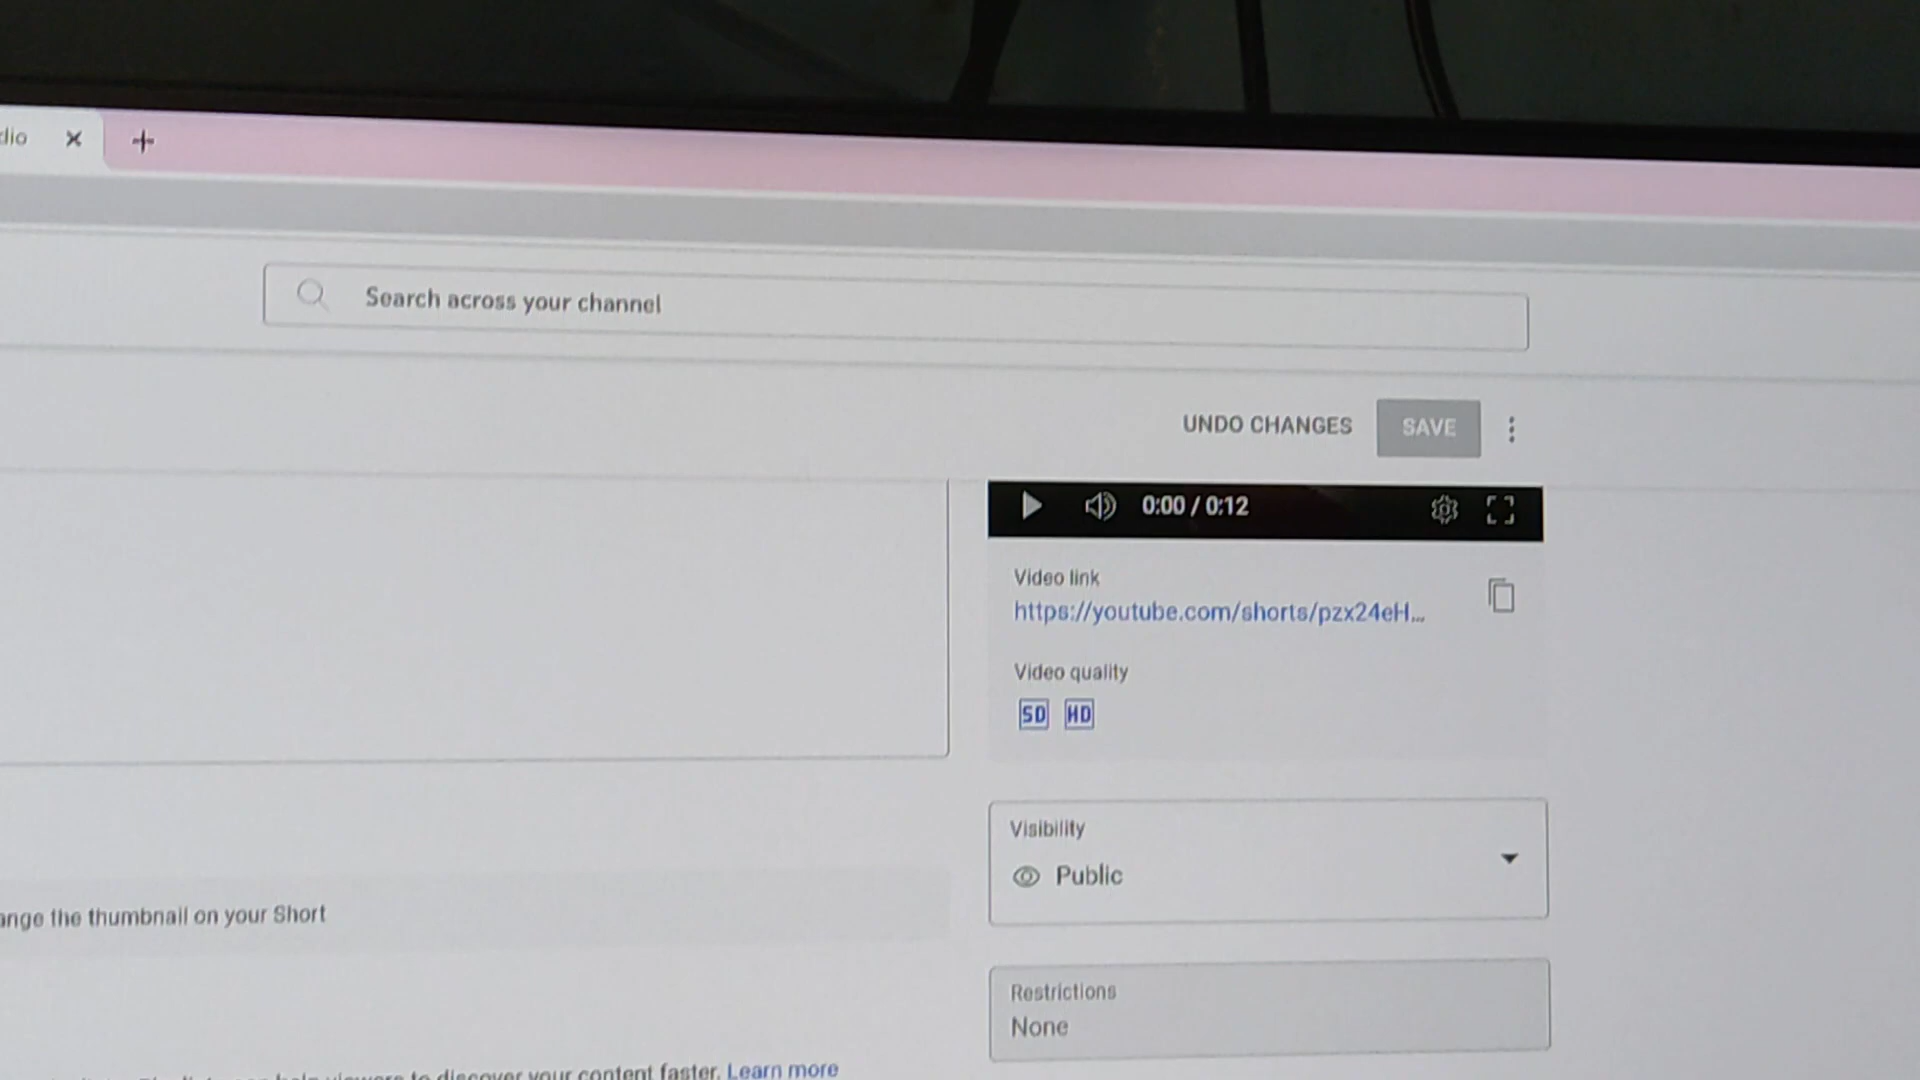 dio
Search across your channel
UNDO CHANGES SAVE
0:00 / 0:12
Video link
https://youtube.com/shorts/pzx24eH...
Video quality
SD HD
Visibility
Public
ange the thumbnail on your Short
Restrictions
None
help viewers to discover your content faster. Learn more